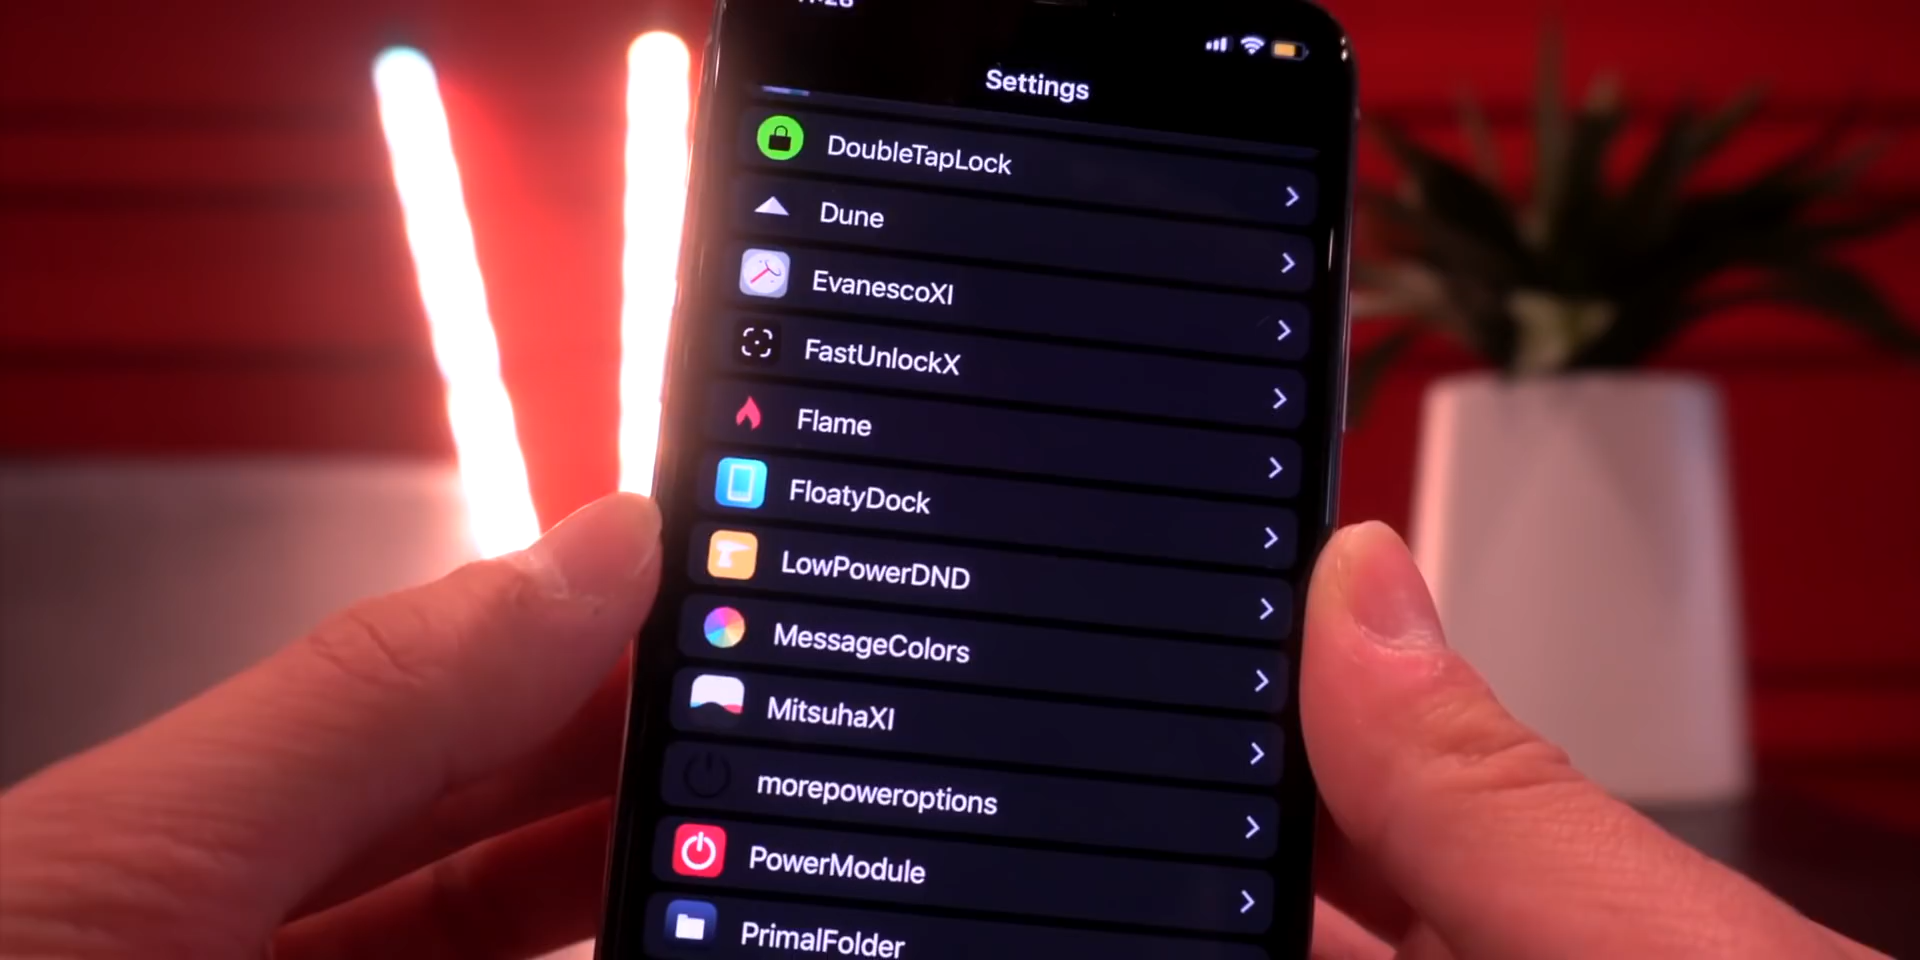 Settings
DoubleTapLock
Dune
EvanescoXI
FastUnlockX
Flame
FloatyDock
LowPowerDND
MessageColors
MitsuhaXI
morepoweroptions
PowerModule
PrimalFolder